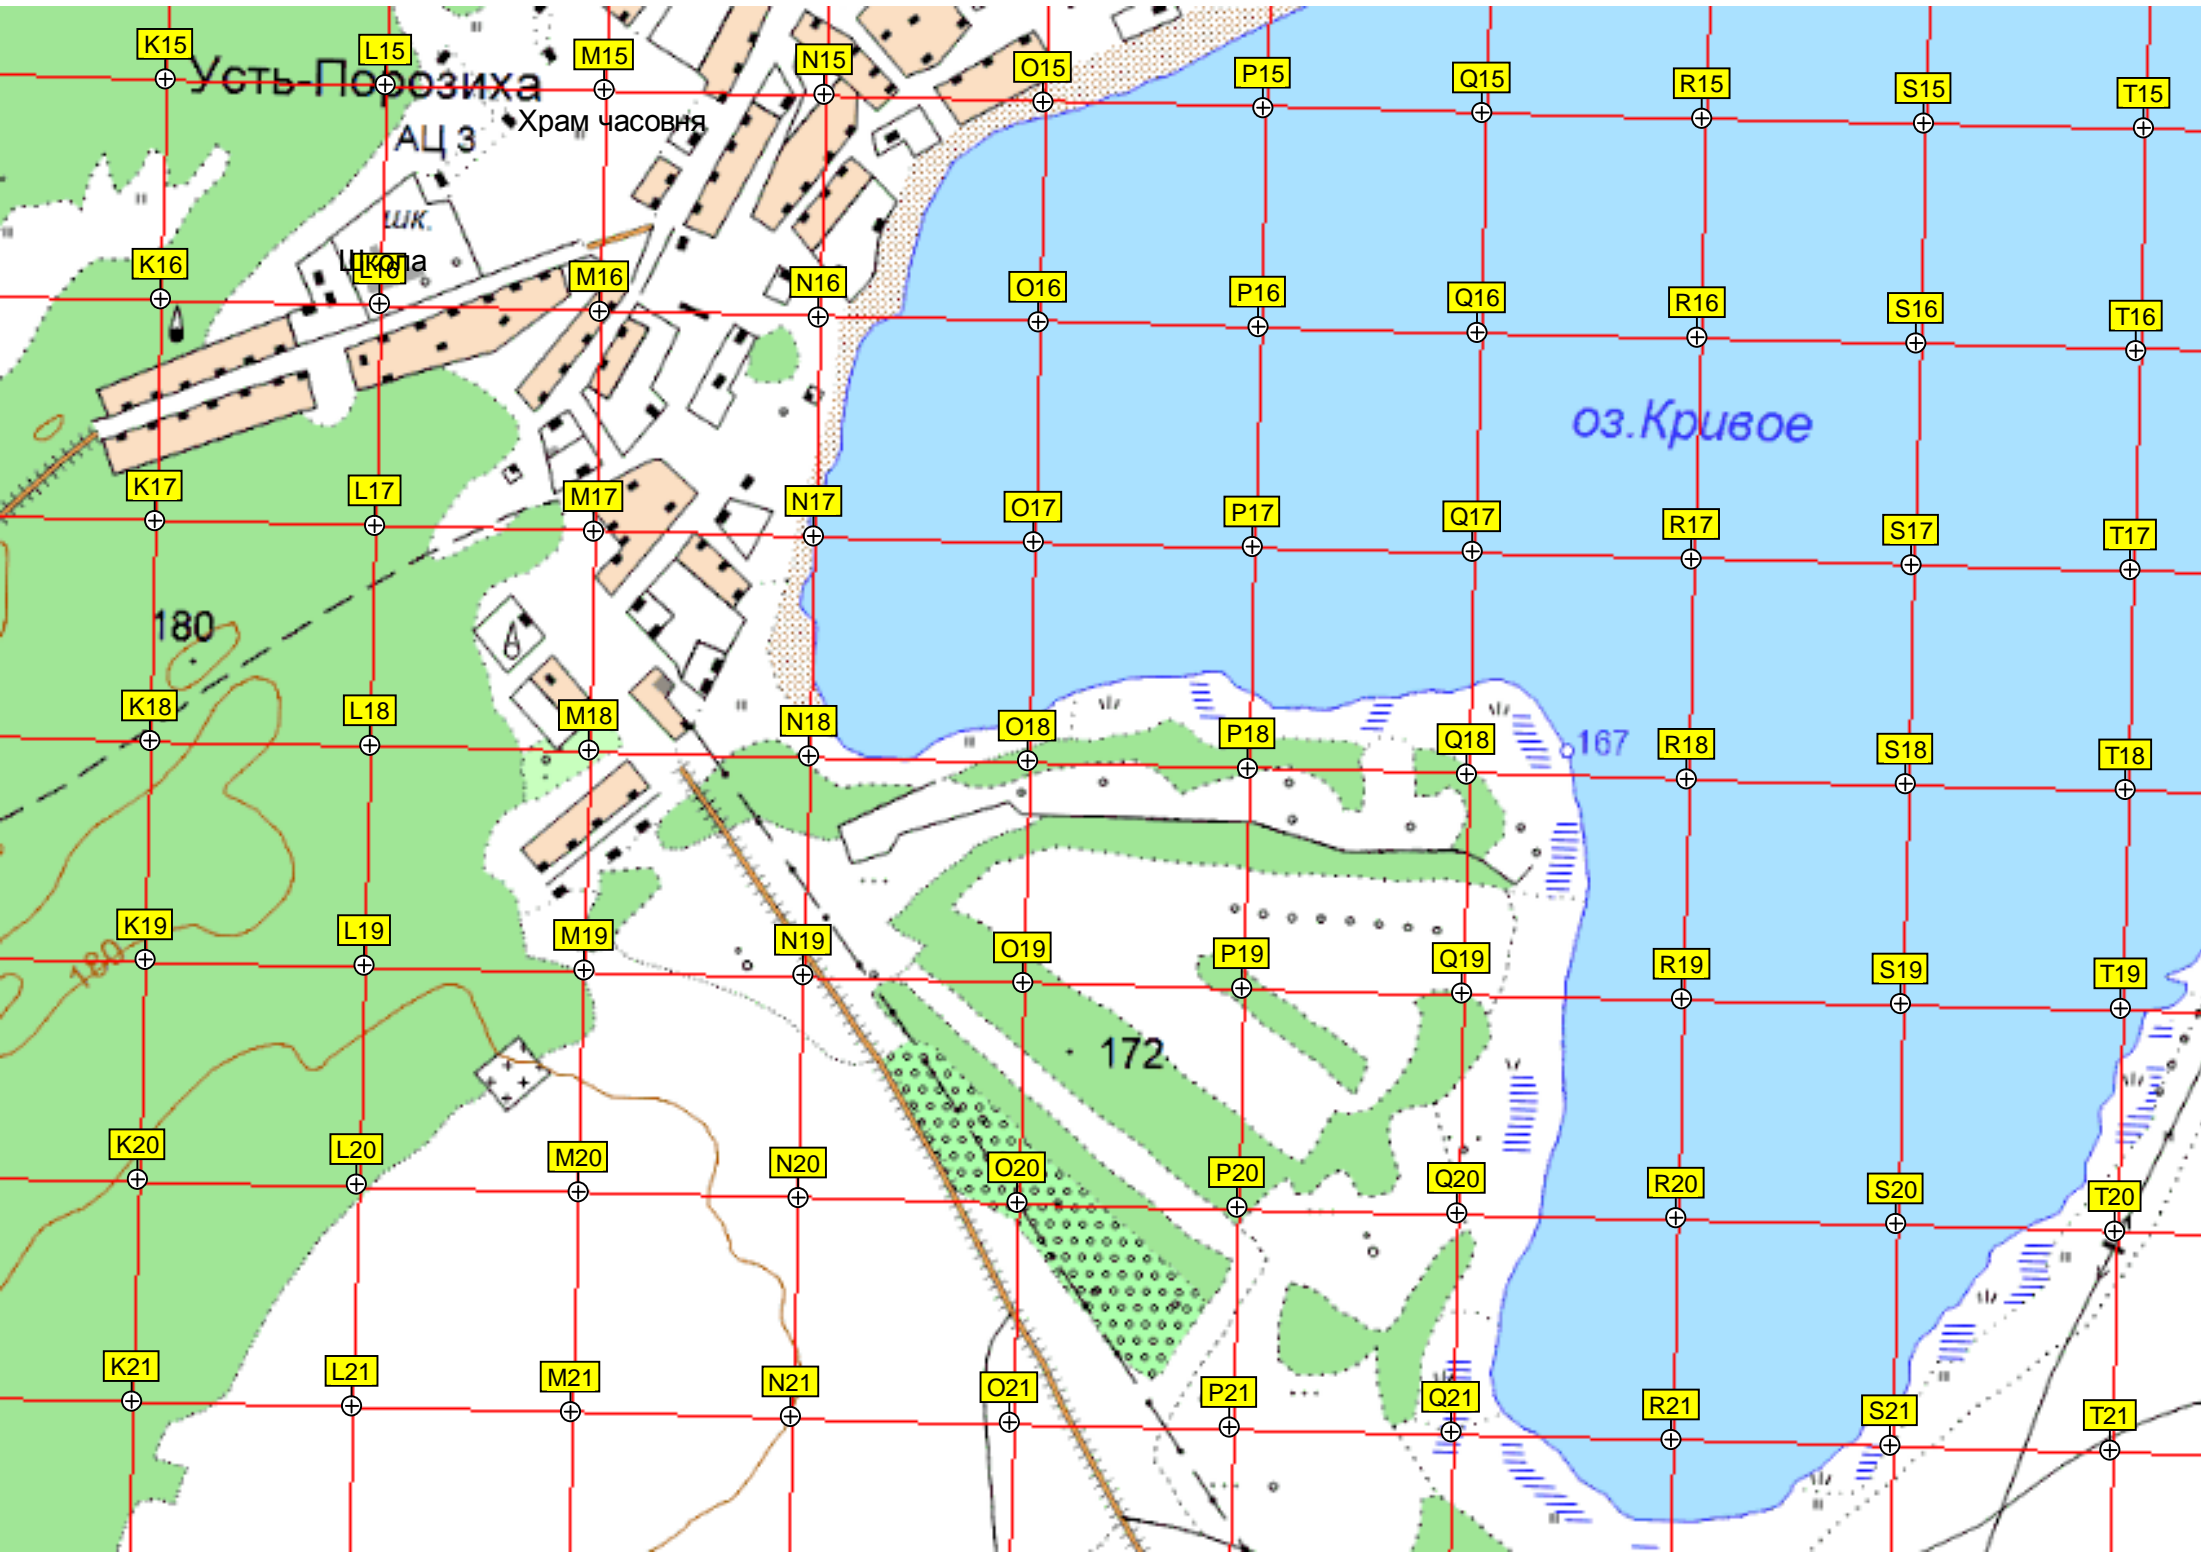 K15 L15 M15 N15 O15 P15 Q15 R15 S15 T15
Усть-Порозиха
Храм часовня
АЦ 3
шк.
Школа
K16 L16 M16 N16 O16 P16 Q16 R16 S16 T16
оз.Кривое
K17 L17 M17 N17 O17 P17 Q17 R17 S17 T17
180
K18 L18 M18 N18 O18 P18 Q18 R18 S18 T18
167
K19 L19 M19 N19 O19 P19 Q19 R19 S19 T19
180
172
K20 L20 M20 N20 O20 P20 Q20 R20 S20 T20
K21 L21 M21 N21 O21 P21 Q21 R21 S21 T21